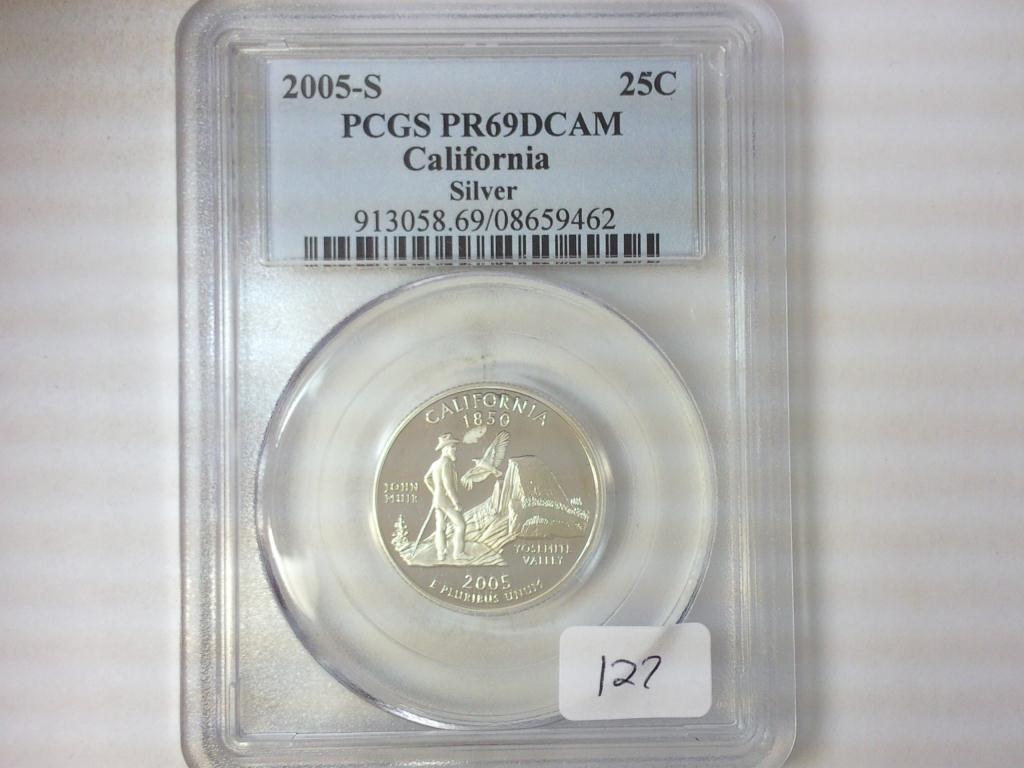 2005-S 25C
PCGS PR69DCAM
California
Silver
913058.69/08659462
CALIFORNIA
1850
JOHN
MUIR
YOSEMITE
VALLEY
2005
E PLURIBUS UNUM
127